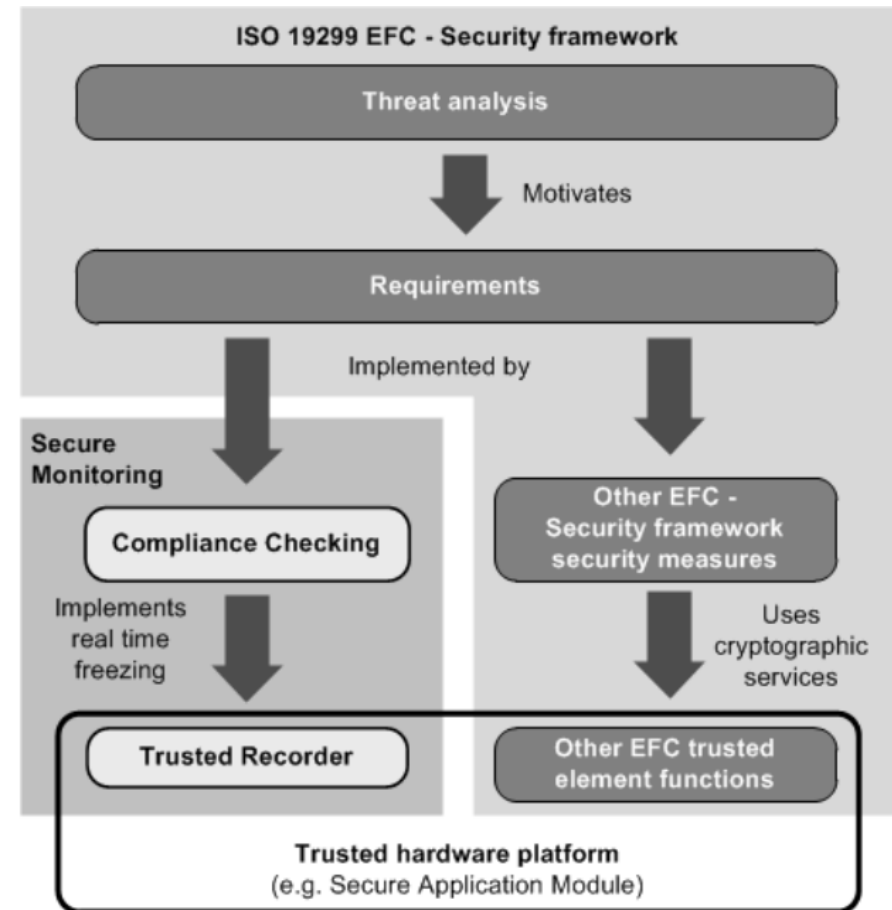 ISO 19299 EFC - Security framework
Threat analysis
Motivates
Requirements
Implemented by
Secure
Monitoring
Compliance Checking
Other EFC -
Security framework
security measures
Implements
real time
freezing
Uses
cryptographic
services
Trusted Recorder
Other EFC trusted
element functions
Trusted hardware platform
(e.g. Secure Application Module)